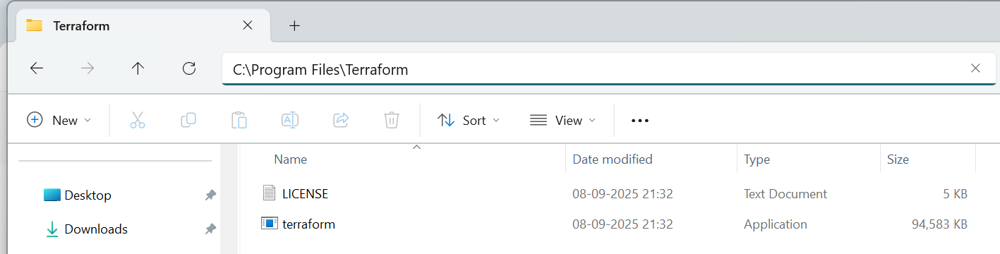 Terraform
C:\Program Files\Terraform
New Sort View
Name Date modified Type Size
Desktop
Downloads
LICENSE 08-09-2025 21:32 Text Document 5 KB
terraform 08-09-2025 21:32 Application 94,583 KB